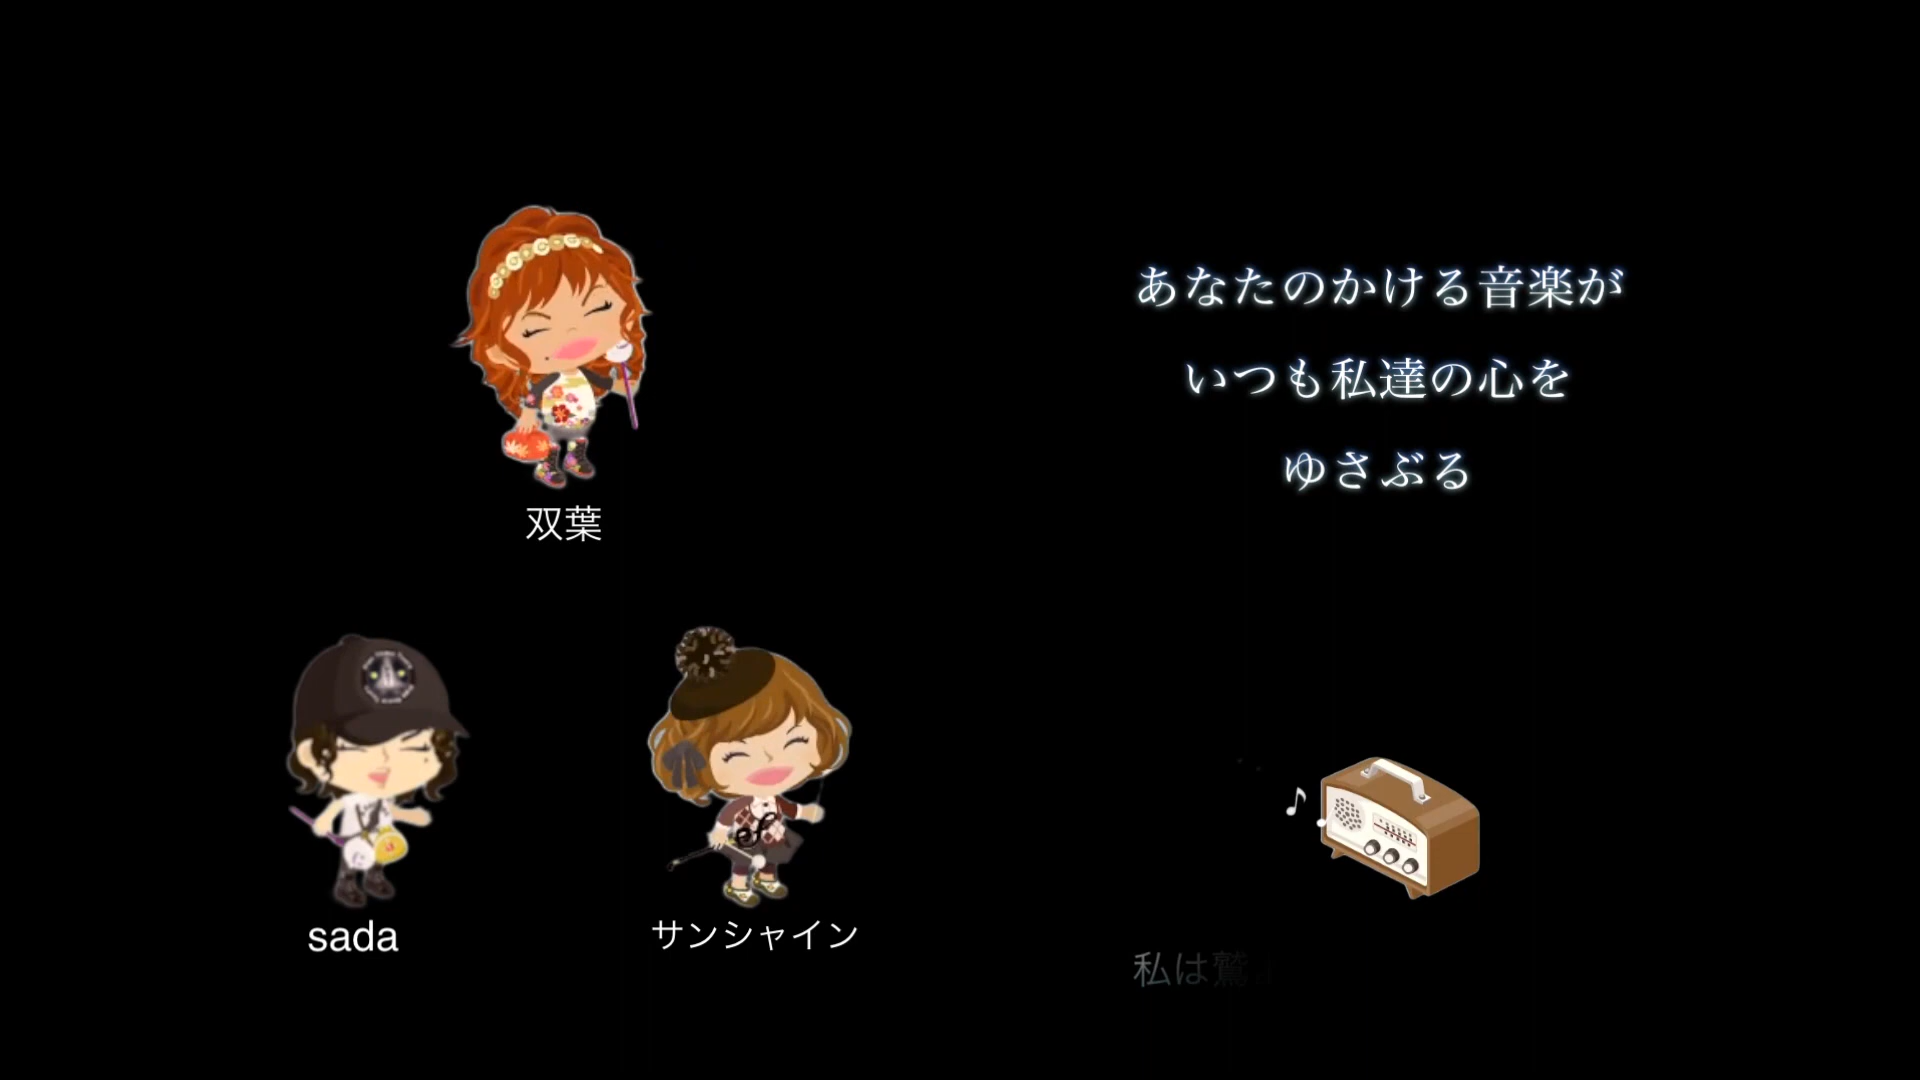 あなたのかける音楽が
いつも私達の心を
ゆさぶる
双葉
sada
サンシャイン
私は鷲